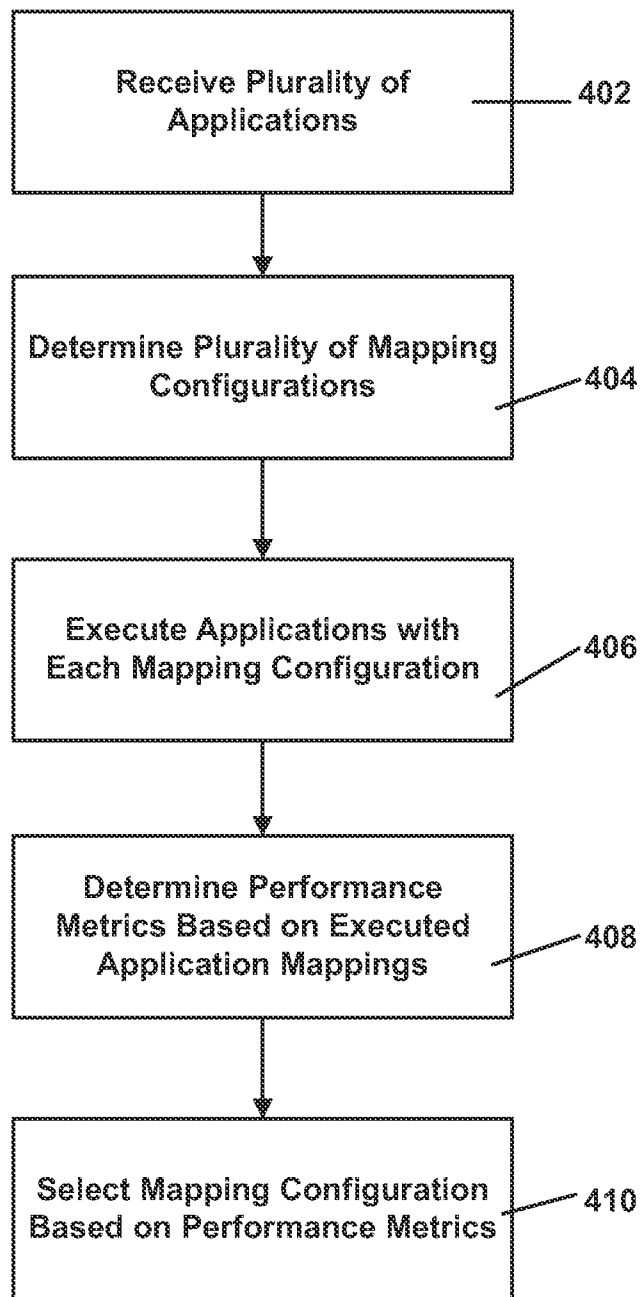 Receive Plurality of
Applications
402
Determine Plurality of Mapping
Configurations
404
Execute Applications with
Each Mapping Configuration
406
Determine Performance
Metrics Based on Executed
Application Mappings
408
Select Mapping Configuration
Based on Performance Metrics
410